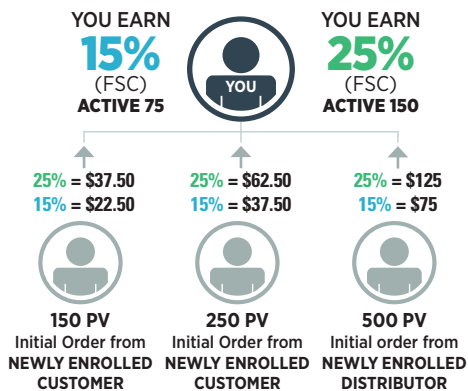 YOU EARN
15%
(FSC)
ACTIVE 75
YOU
YOU EARN
25%
(FSC)
ACTIVE 150
25% = $37.50
15% = $22.50
150 PV
Initial Order from
NEWLY ENROLLED
CUSTOMER
25% = $62.50
15% = $37.50
250 PV
Initial Order from
NEWLY ENROLLED
CUSTOMER
25% = $125
15% = $75
500 PV
Initial order from
NEWLY ENROLLED
DISTRIBUTOR